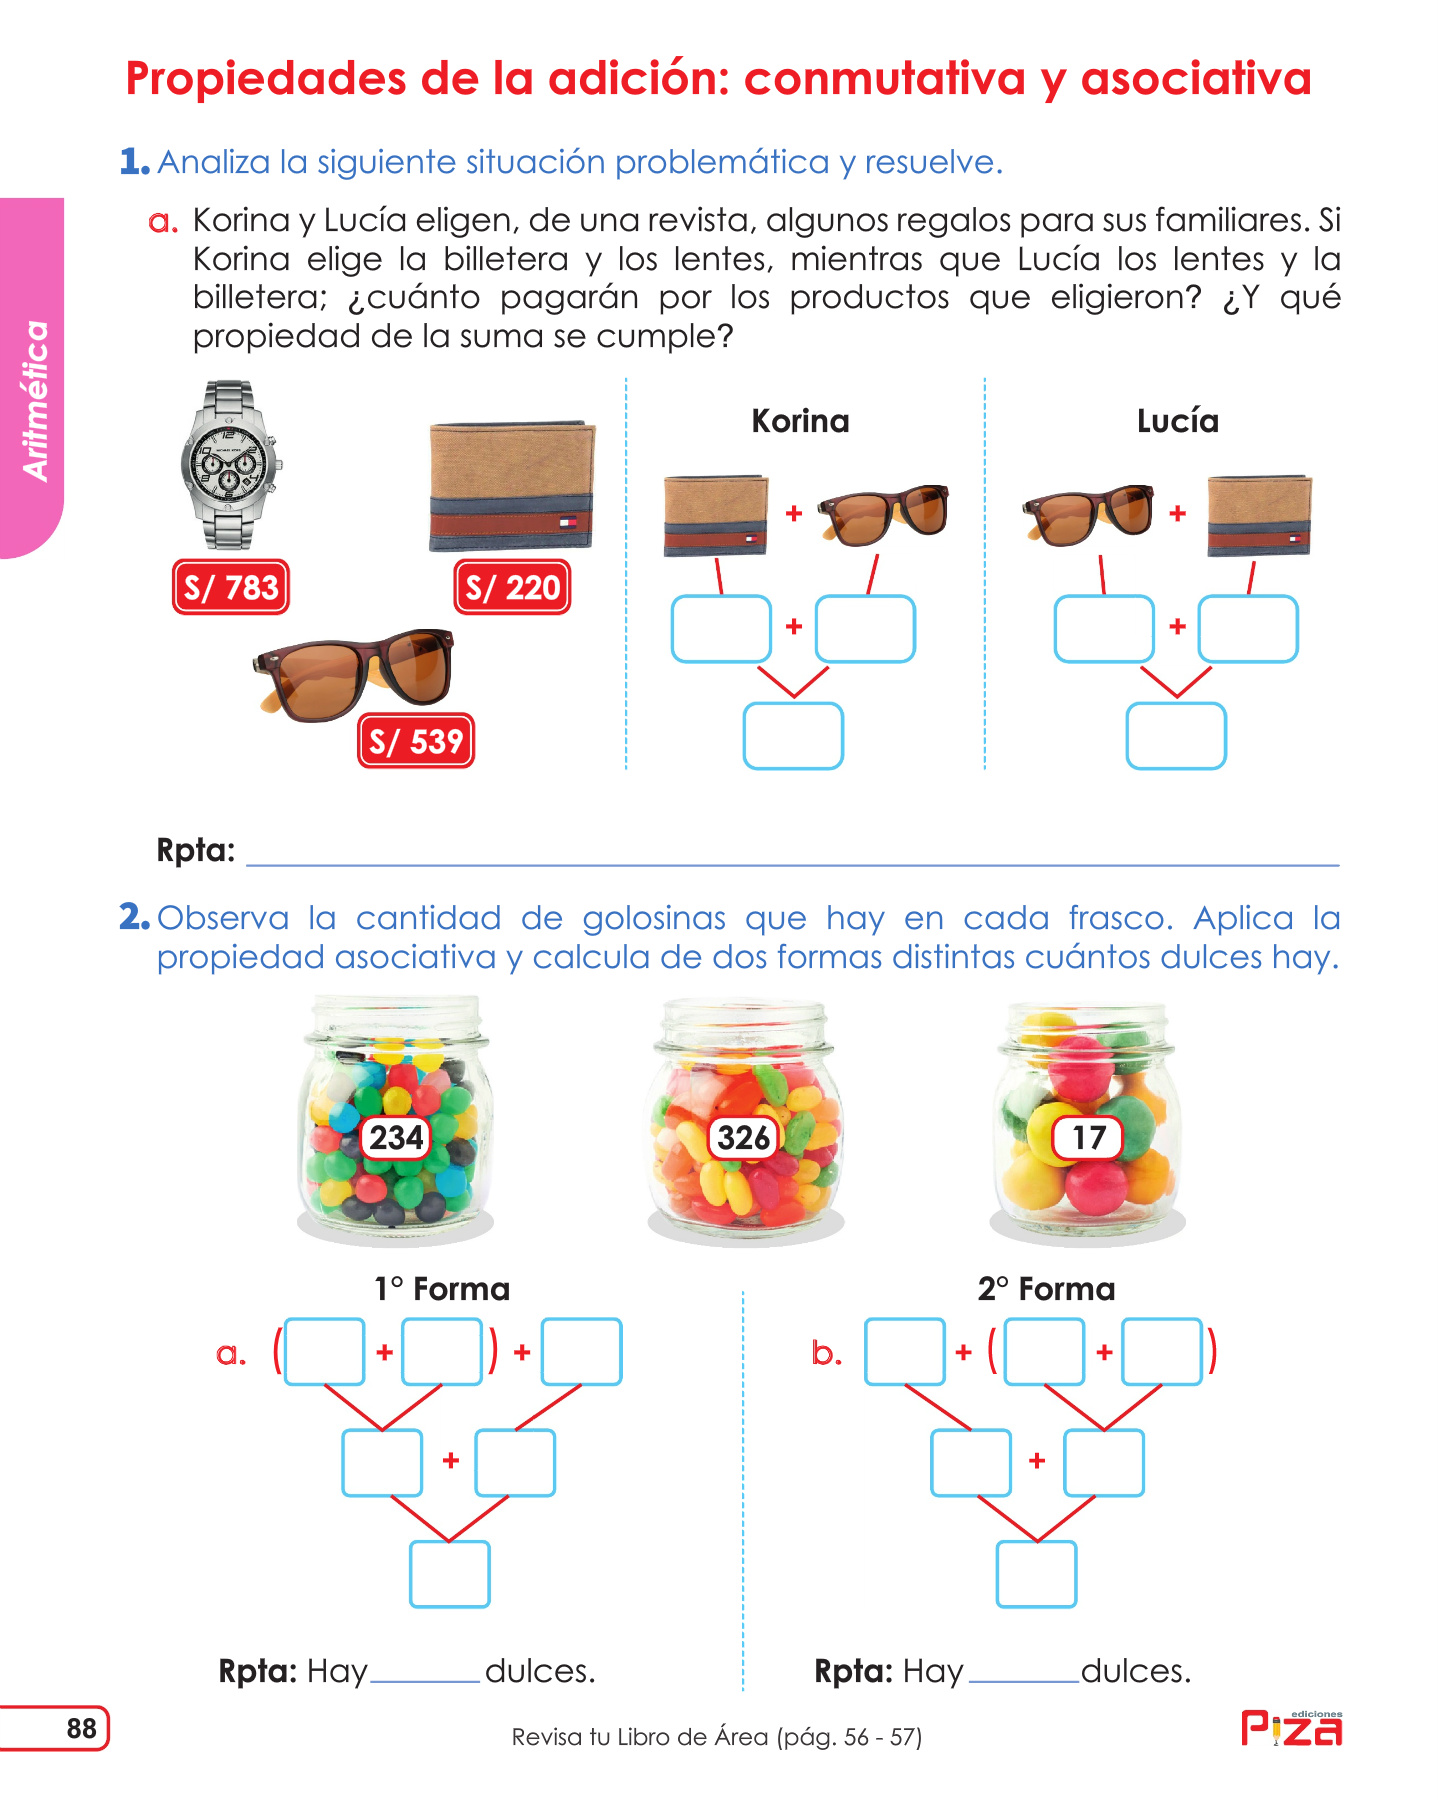 Propiedades de la adición: conmutativa y asociativa
1. Analiza la siguiente situación problemática y resuelve.
a. Korina y Lucía eligen, de una revista, algunos regalos para sus familiares. Si
Korina elige la billetera y los lentes, mientras que Lucía los lentes y la
billetera; ¿cuánto pagarán por los productos que eligieron? ¿Y qué
propiedad de la suma se cumple?
Aritmética
Korina
Lucía
+
+
S/ 783
S/ 220
+
+
S/ 539
Rpta:
2. Observa la cantidad de golosinas que hay en cada frasco. Aplica la
propiedad asociativa y calcula de dos formas distintas cuántos dulces hay.
234
326
17
1° Forma
2° Forma
a. ( + ) +
b. + ( + )
+
+
Rpta: Hay dulces.
Rpta: Hay dulces.
88
Revisa tu Libro de Área (pág. 56 - 57)
ediciones
Piza